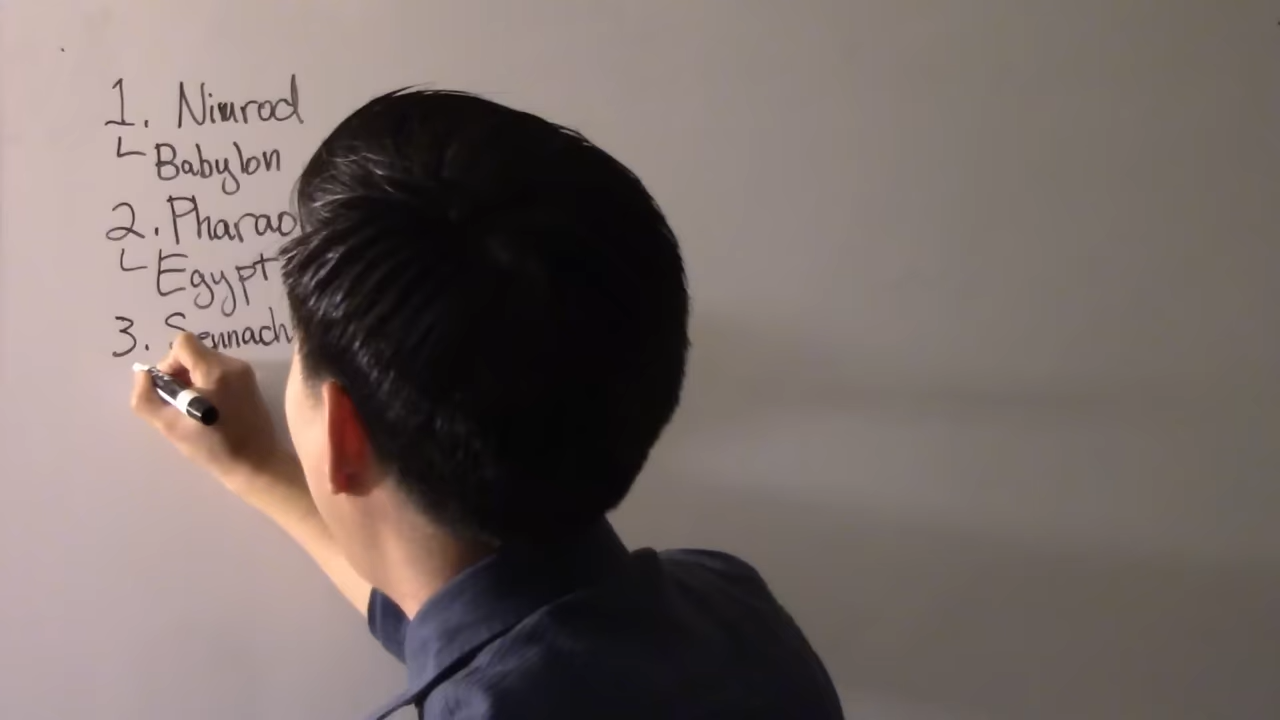 1. Nimrod
└ Babylon
2. Pharao
└ Egypt
3. Sennach